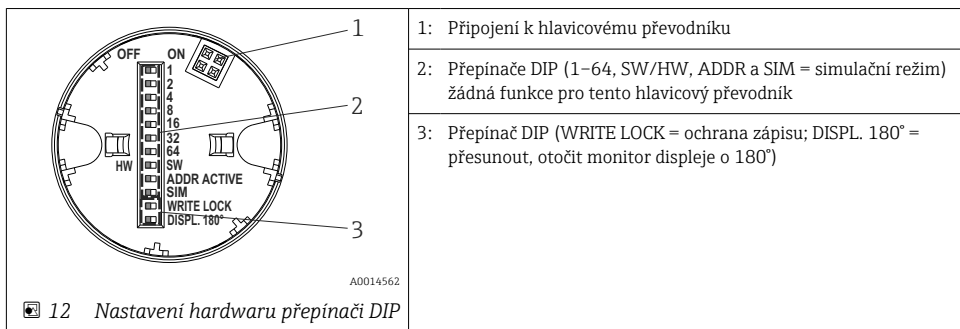 OFF ON
1
2
4
8
16
32
64
HW SW
ADDR ACTIVE
SIM
WRITE LOCK
DISPL. 180°
1
2
3
A0014562
12 Nastavení hardwaru přepínači DIP
1: Připojení k hlavicovému převodníku
2: Přepínače DIP (1–64, SW/HW, ADDR a SIM = simulační režim)
žádná funkce pro tento hlavicový převodník
3: Přepínač DIP (WRITE LOCK = ochrana zápisu; DISPL. 180° =
přesunout, otočit monitor displeje o 180°)